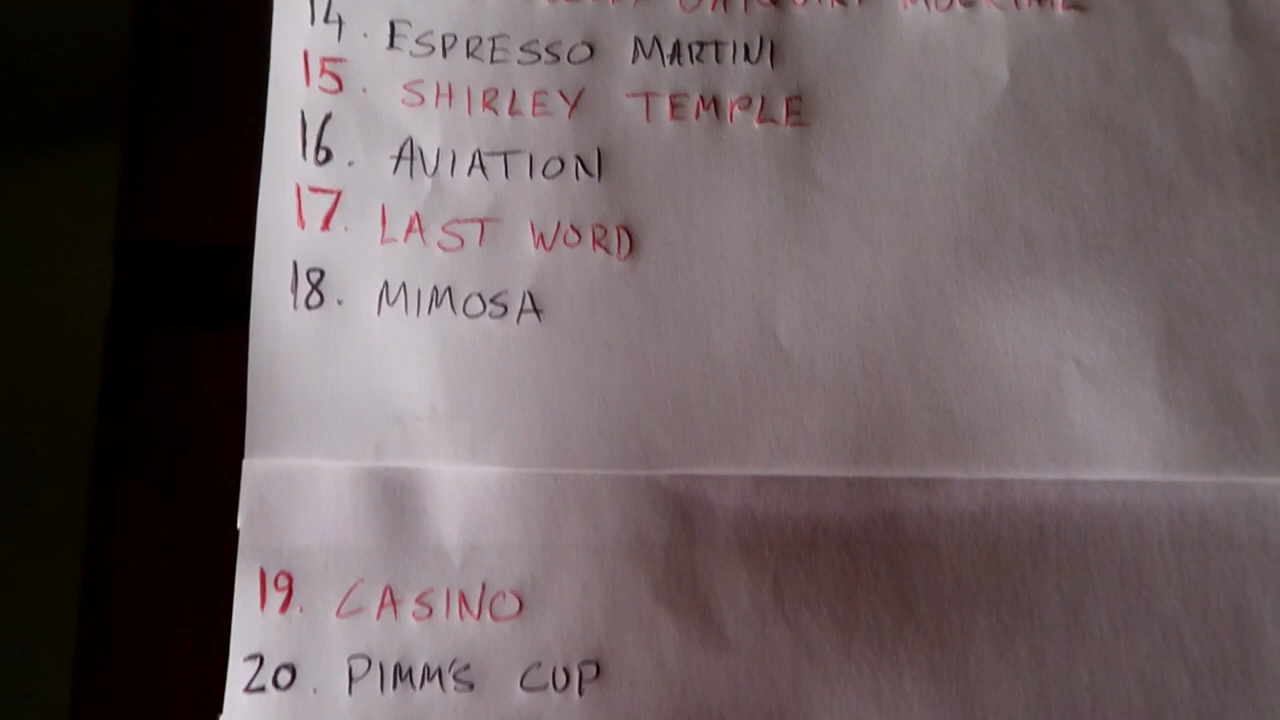 14. ESPRESSO MARTINI
15. SHIRLEY TEMPLE
16. AVIATION
17. LAST WORD
18. MIMOSA
19. CASINO
20. PIMM'S CUP